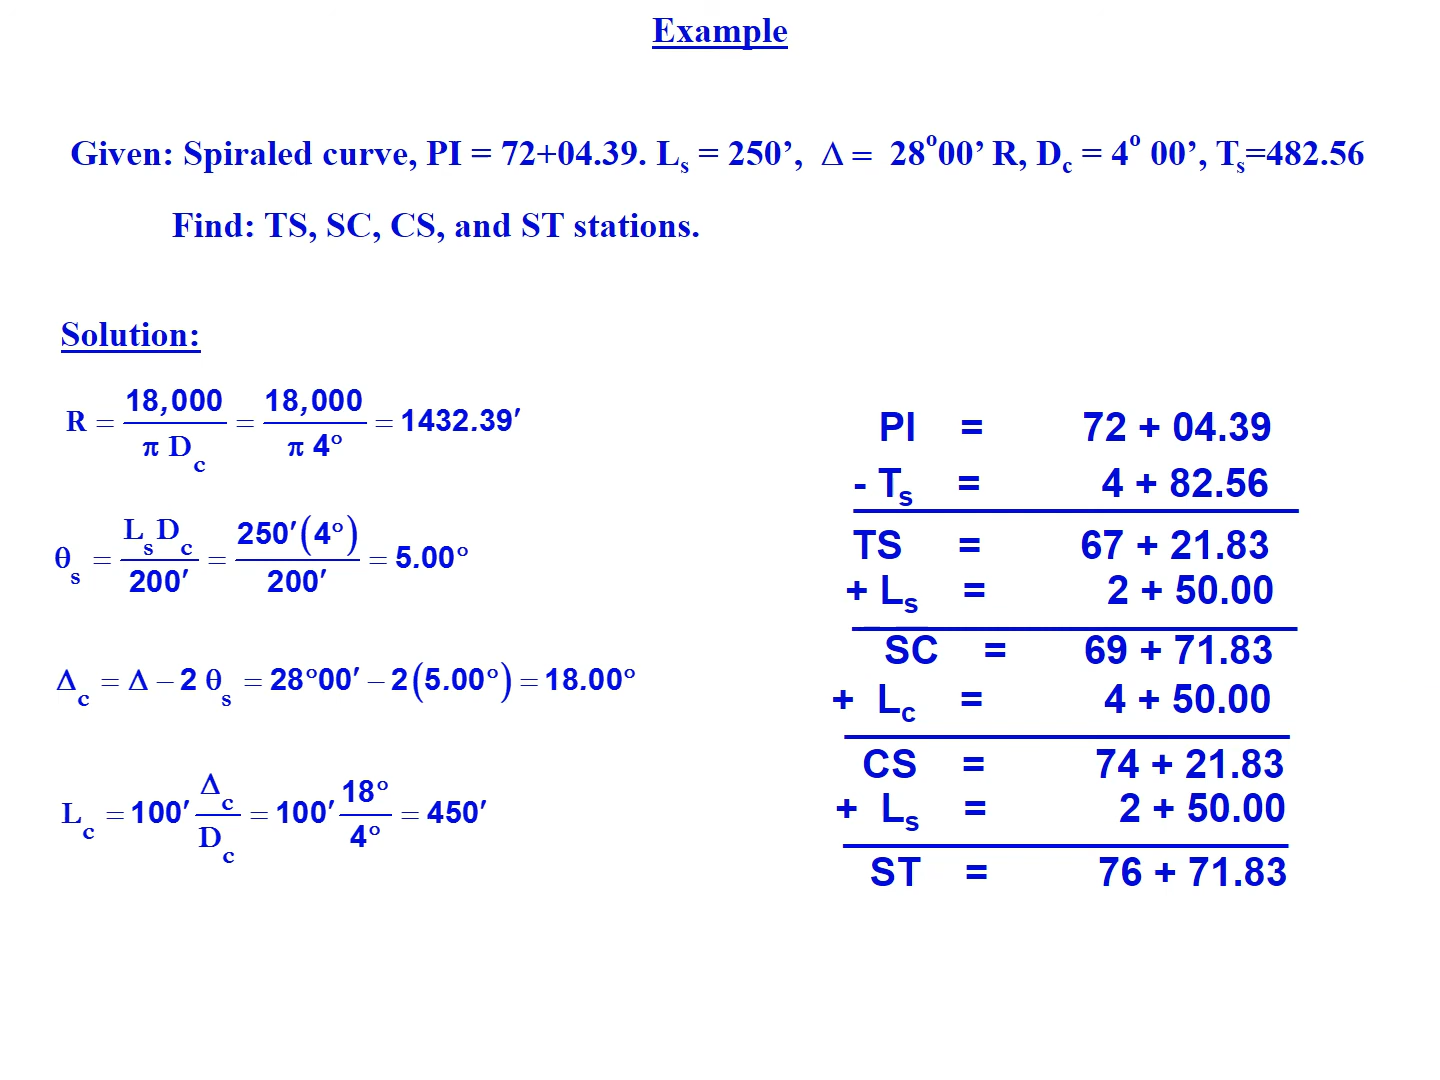 Example
Given: Spiraled curve, PI = 72+04.39. Ls = 250’, Δ = 28°00’ R, Dc = 4° 00’, Ts=482.56
Find: TS, SC, CS, and ST stations.
Solution:
R = 18,000 / π Dc = 18,000 / π 4° = 1432.39′
θs = LsDc / 200′ = 250′(4°) / 200′ = 5.00°
Δc = Δ − 2 θs = 28°00′ − 2(5.00°) = 18.00°
Lc = 100′ Δc / Dc = 100′ 18° / 4° = 450′
PI = 72 + 04.39
- Ts = 4 + 82.56
TS = 67 + 21.83
+ Ls = 2 + 50.00
SC = 69 + 71.83
+ Lc = 4 + 50.00
CS = 74 + 21.83
+ Ls = 2 + 50.00
ST = 76 + 71.83